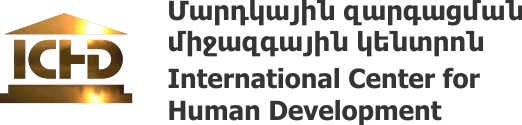 ICHD
Մարդկային զարգացման
միջազգային կենտրոն
International Center for
Human Development